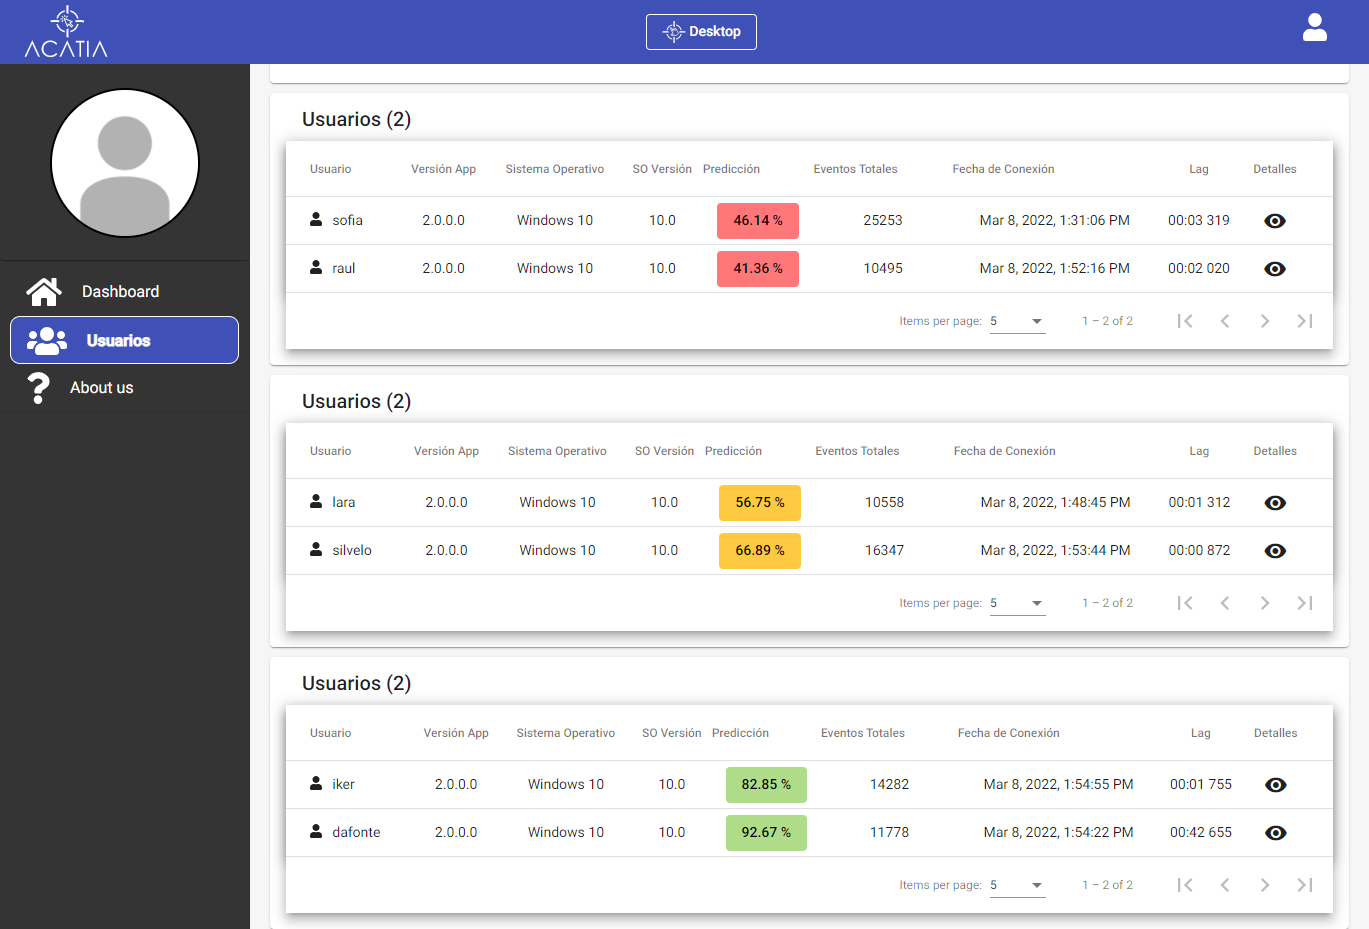 ACATIA
Desktop
Dashboard
Usuarios
About us
Usuarios (2)
Usuario Versión App Sistema Operativo SO Versión Predicción Eventos Totales Fecha de Conexión Lag Detalles
sofia 2.0.0.0 Windows 10 10.0 46.14 % 25253 Mar 8, 2022, 1:31:06 PM 00:03 319
raul 2.0.0.0 Windows 10 10.0 41.36 % 10495 Mar 8, 2022, 1:52:16 PM 00:02 020
Items per page: 5 1 – 2 of 2
Usuarios (2)
Usuario Versión App Sistema Operativo SO Versión Predicción Eventos Totales Fecha de Conexión Lag Detalles
lara 2.0.0.0 Windows 10 10.0 56.75 % 10558 Mar 8, 2022, 1:48:45 PM 00:01 312
silvelo 2.0.0.0 Windows 10 10.0 66.89 % 16347 Mar 8, 2022, 1:53:44 PM 00:00 872
Items per page: 5 1 – 2 of 2
Usuarios (2)
Usuario Versión App Sistema Operativo SO Versión Predicción Eventos Totales Fecha de Conexión Lag Detalles
iker 2.0.0.0 Windows 10 10.0 82.85 % 14282 Mar 8, 2022, 1:54:55 PM 00:01 755
dafonte 2.0.0.0 Windows 10 10.0 92.67 % 11778 Mar 8, 2022, 1:54:22 PM 00:42 655
Items per page: 5 1 – 2 of 2